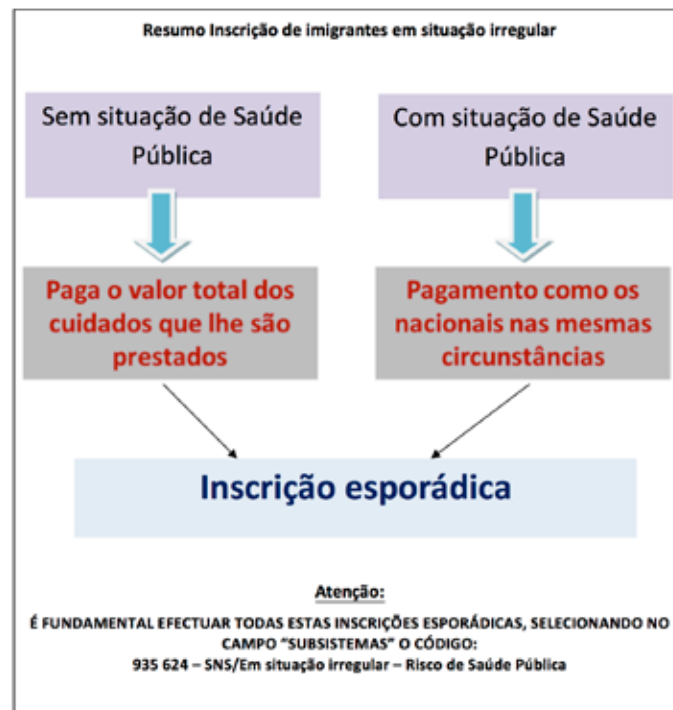 Resumo Inscrição de imigrantes em situação irregular
Sem situação de Saúde
Pública
Com situação de Saúde
Pública
Paga o valor total dos
cuidados que lhe são
prestados
Pagamento como os
nacionais nas mesmas
circunstâncias
Inscrição esporádica
Atenção:
É FUNDAMENTAL EFECTUAR TODAS ESTAS INSCRIÇÕES ESPORÁDICAS, SELECIONANDO NO
CAMPO “SUBSISTEMAS” O CÓDIGO:
935 624 – SNS/Em situação irregular – Risco de Saúde Pública